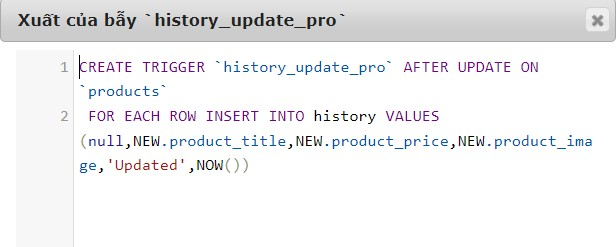 Xuất của bẫy `history_update_pro`
1 CREATE TRIGGER `history_update_pro` AFTER UPDATE ON
`products`
2 FOR EACH ROW INSERT INTO history VALUES
(null,NEW.product_title,NEW.product_price,NEW.product_ima
ge,'Updated',NOW())